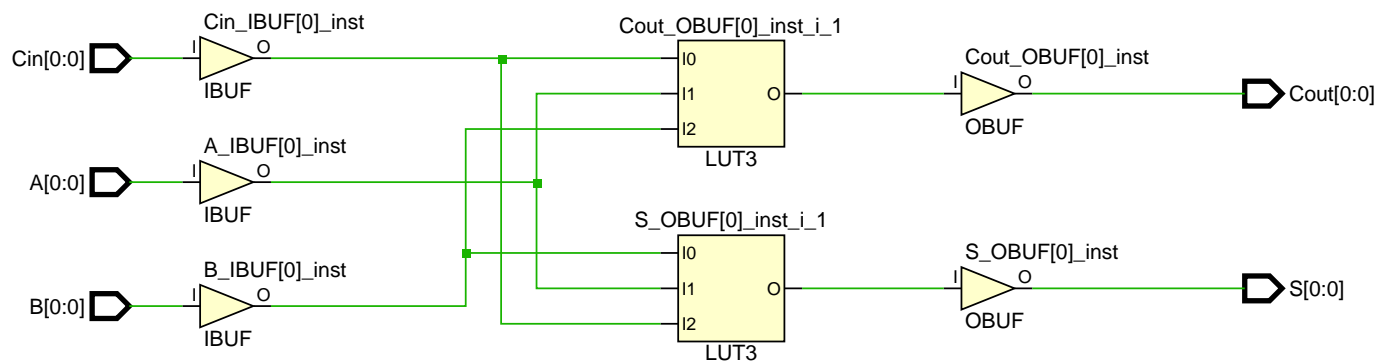 Cin_IBUF[0]_inst
Cin[0:0]
I
O
IBUF
A_IBUF[0]_inst
A[0:0]
I
O
IBUF
B_IBUF[0]_inst
B[0:0]
I
O
IBUF
Cout_OBUF[0]_inst_i_1
I0
I1
I2
O
LUT3
S_OBUF[0]_inst_i_1
I0
I1
I2
O
LUT3
Cout_OBUF[0]_inst
I
O
OBUF
Cout[0:0]
S_OBUF[0]_inst
I
O
OBUF
S[0:0]